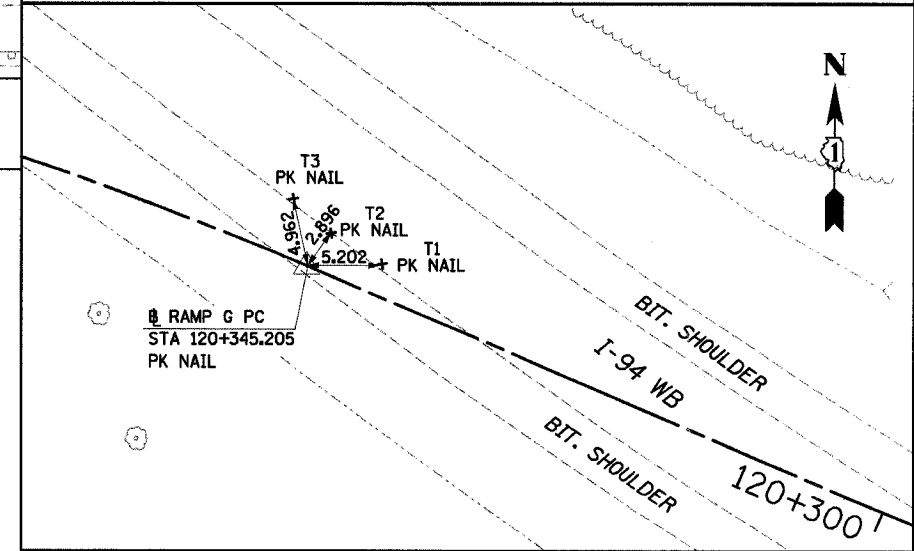 N
1
T3
PK NAIL
T2
PK NAIL
T1
PK NAIL
4.962
2.896
5.202
BL RAMP G PC
STA 120+345.205
PK NAIL
BIT. SHOULDER
I-94 WB
BIT. SHOULDER
120+300